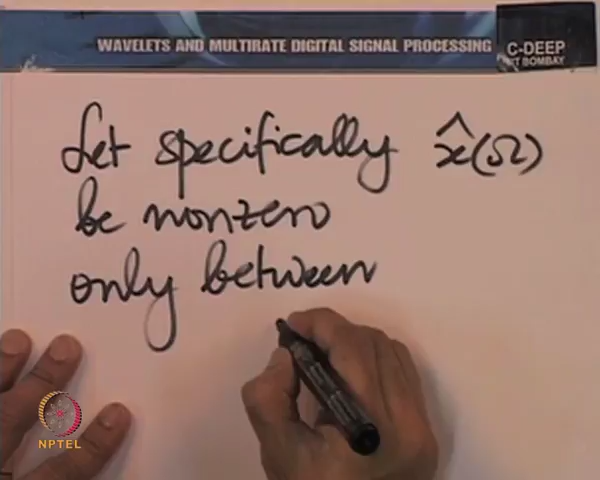 WAVELETS AND MULTIRATE DIGITAL SIGNAL PROCESSING
C-DEEP
IIT BOMBAY
Let specifically x̂(Ω)
be nonzero
only between
NPTEL